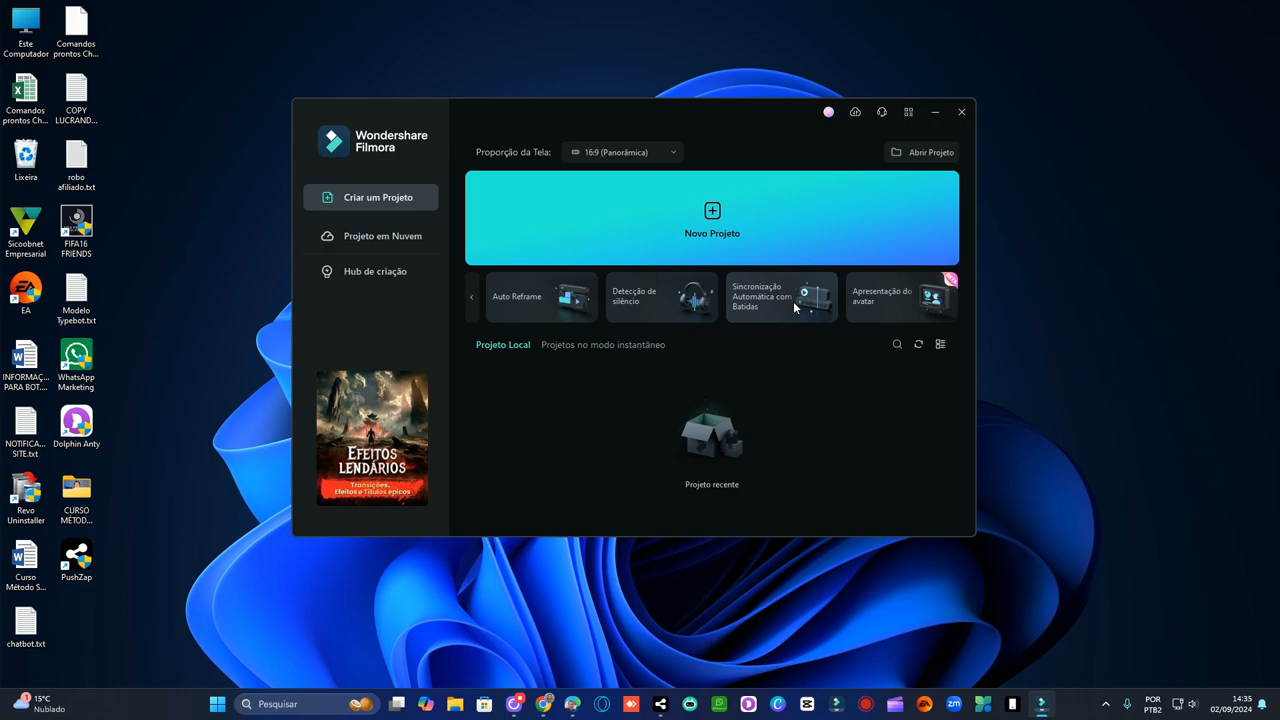 Este
Computador
Comandos
prontos Ch...
Comandos
prontos Ch...
COPY
LUCRAND...
Lixeira
robo
afiliado.txt
Sicoobnet
Empresarial
FIFA16
FRIENDS
EA
Modelo
Typebot.txt
INFORMAÇ...
PARA BOT....
WhatsApp
Marketing
NOTIFICA...
SITE.txt
Dolphin Anty
Revo
Uninstaller
CURSO
MÉTOD...
Curso
Método S...
PushZap
chatbot.txt
Wondershare
Filmora
Criar um Projeto
Projeto em Nuvem
Hub de criação
EFEITOS
LENDÁRIOS
Transições,
Efeitos e Títulos épicos
Proporção da Tela:
16:9 (Panorâmica)
Abrir Projeto
Novo Projeto
Auto Reframe
Detecção de
silêncio
Sincronização
Automática com
Batidas
Apresentação do
avatar
Projeto Local
Projetos no modo instantâneo
Projeto recente
1
15°C
Nublado
Pesquisar
EA
zm
POR
PTB2
14:35
02/09/2024